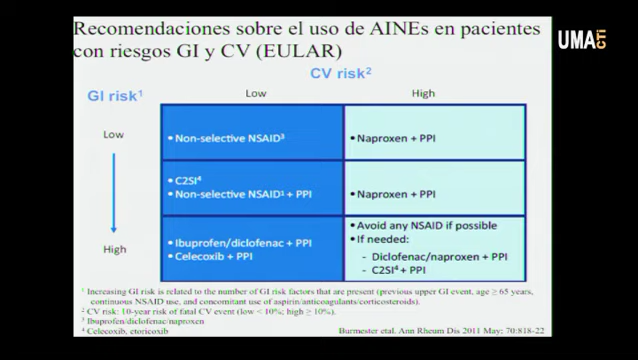 Recomendaciones sobre el uso de AINEs en pacientes
con riesgos GI y CV (EULAR)
UMA CTI
CV risk²
GI risk¹
Low
High
Low
• Non-selective NSAID³
• Naproxen + PPI
• C2SI⁴
• Non-selective NSAID³ + PPI
• Naproxen + PPI
High
• Ibuprofen/diclofenac + PPI
• Celecoxib + PPI
• Avoid any NSAID if possible
• If needed:
- Diclofenac/naproxen + PPI
- C2SI⁴ + PPI
¹ Increasing GI risk is related to the number of GI risk factors that are present (previous upper GI event, age ≥ 65 years,
continuous NSAID use, and concomitant use of aspirin/anticoagulants/corticosteroids).
² CV risk: 10-year risk of fatal CV event (low < 10%; high ≥ 10%).
³ Ibuprofen/diclofenac/naproxen
⁴ Celecoxib, etoricoxib
Burmester etal. Ann Rheum Dis 2011 May; 70:818-22